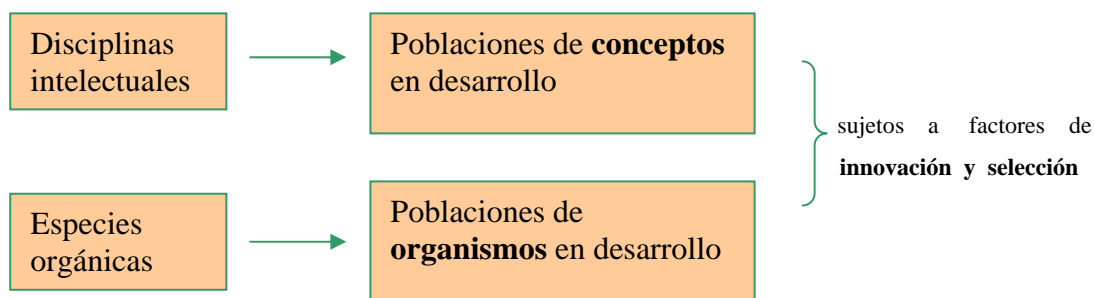 Disciplinas
intelectuales
Poblaciones de conceptos
en desarrollo
sujetos a factores de
innovación y selección
Especies
orgánicas
Poblaciones de
organismos en desarrollo